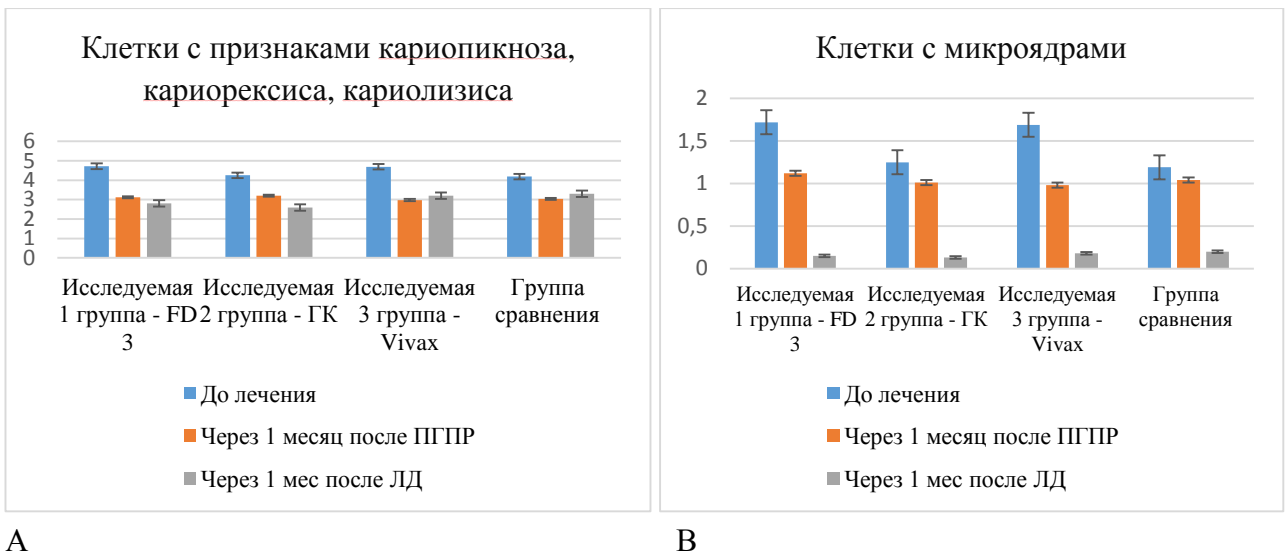 Клетки с признаками кариопикноза,
кариорексиса, кариолизиса
6
5
4
3
2
1
0
Исследуемая
1 группа - FD
3
Исследуемая
2 группа - ГК
Исследуемая
3 группа -
Vivax
Группа
сравнения
До лечения
Через 1 месяц после ПГПР
Через 1 мес после ЛД
А
Клетки с микроядрами
2
1,5
1
0,5
0
Исследуемая
1 группа - FD
3
Исследуемая
2 группа - ГК
Исследуемая
3 группа -
Vivax
Группа
сравнения
До лечения
Через 1 месяц после ПГПР
Через 1 мес после ЛД
В